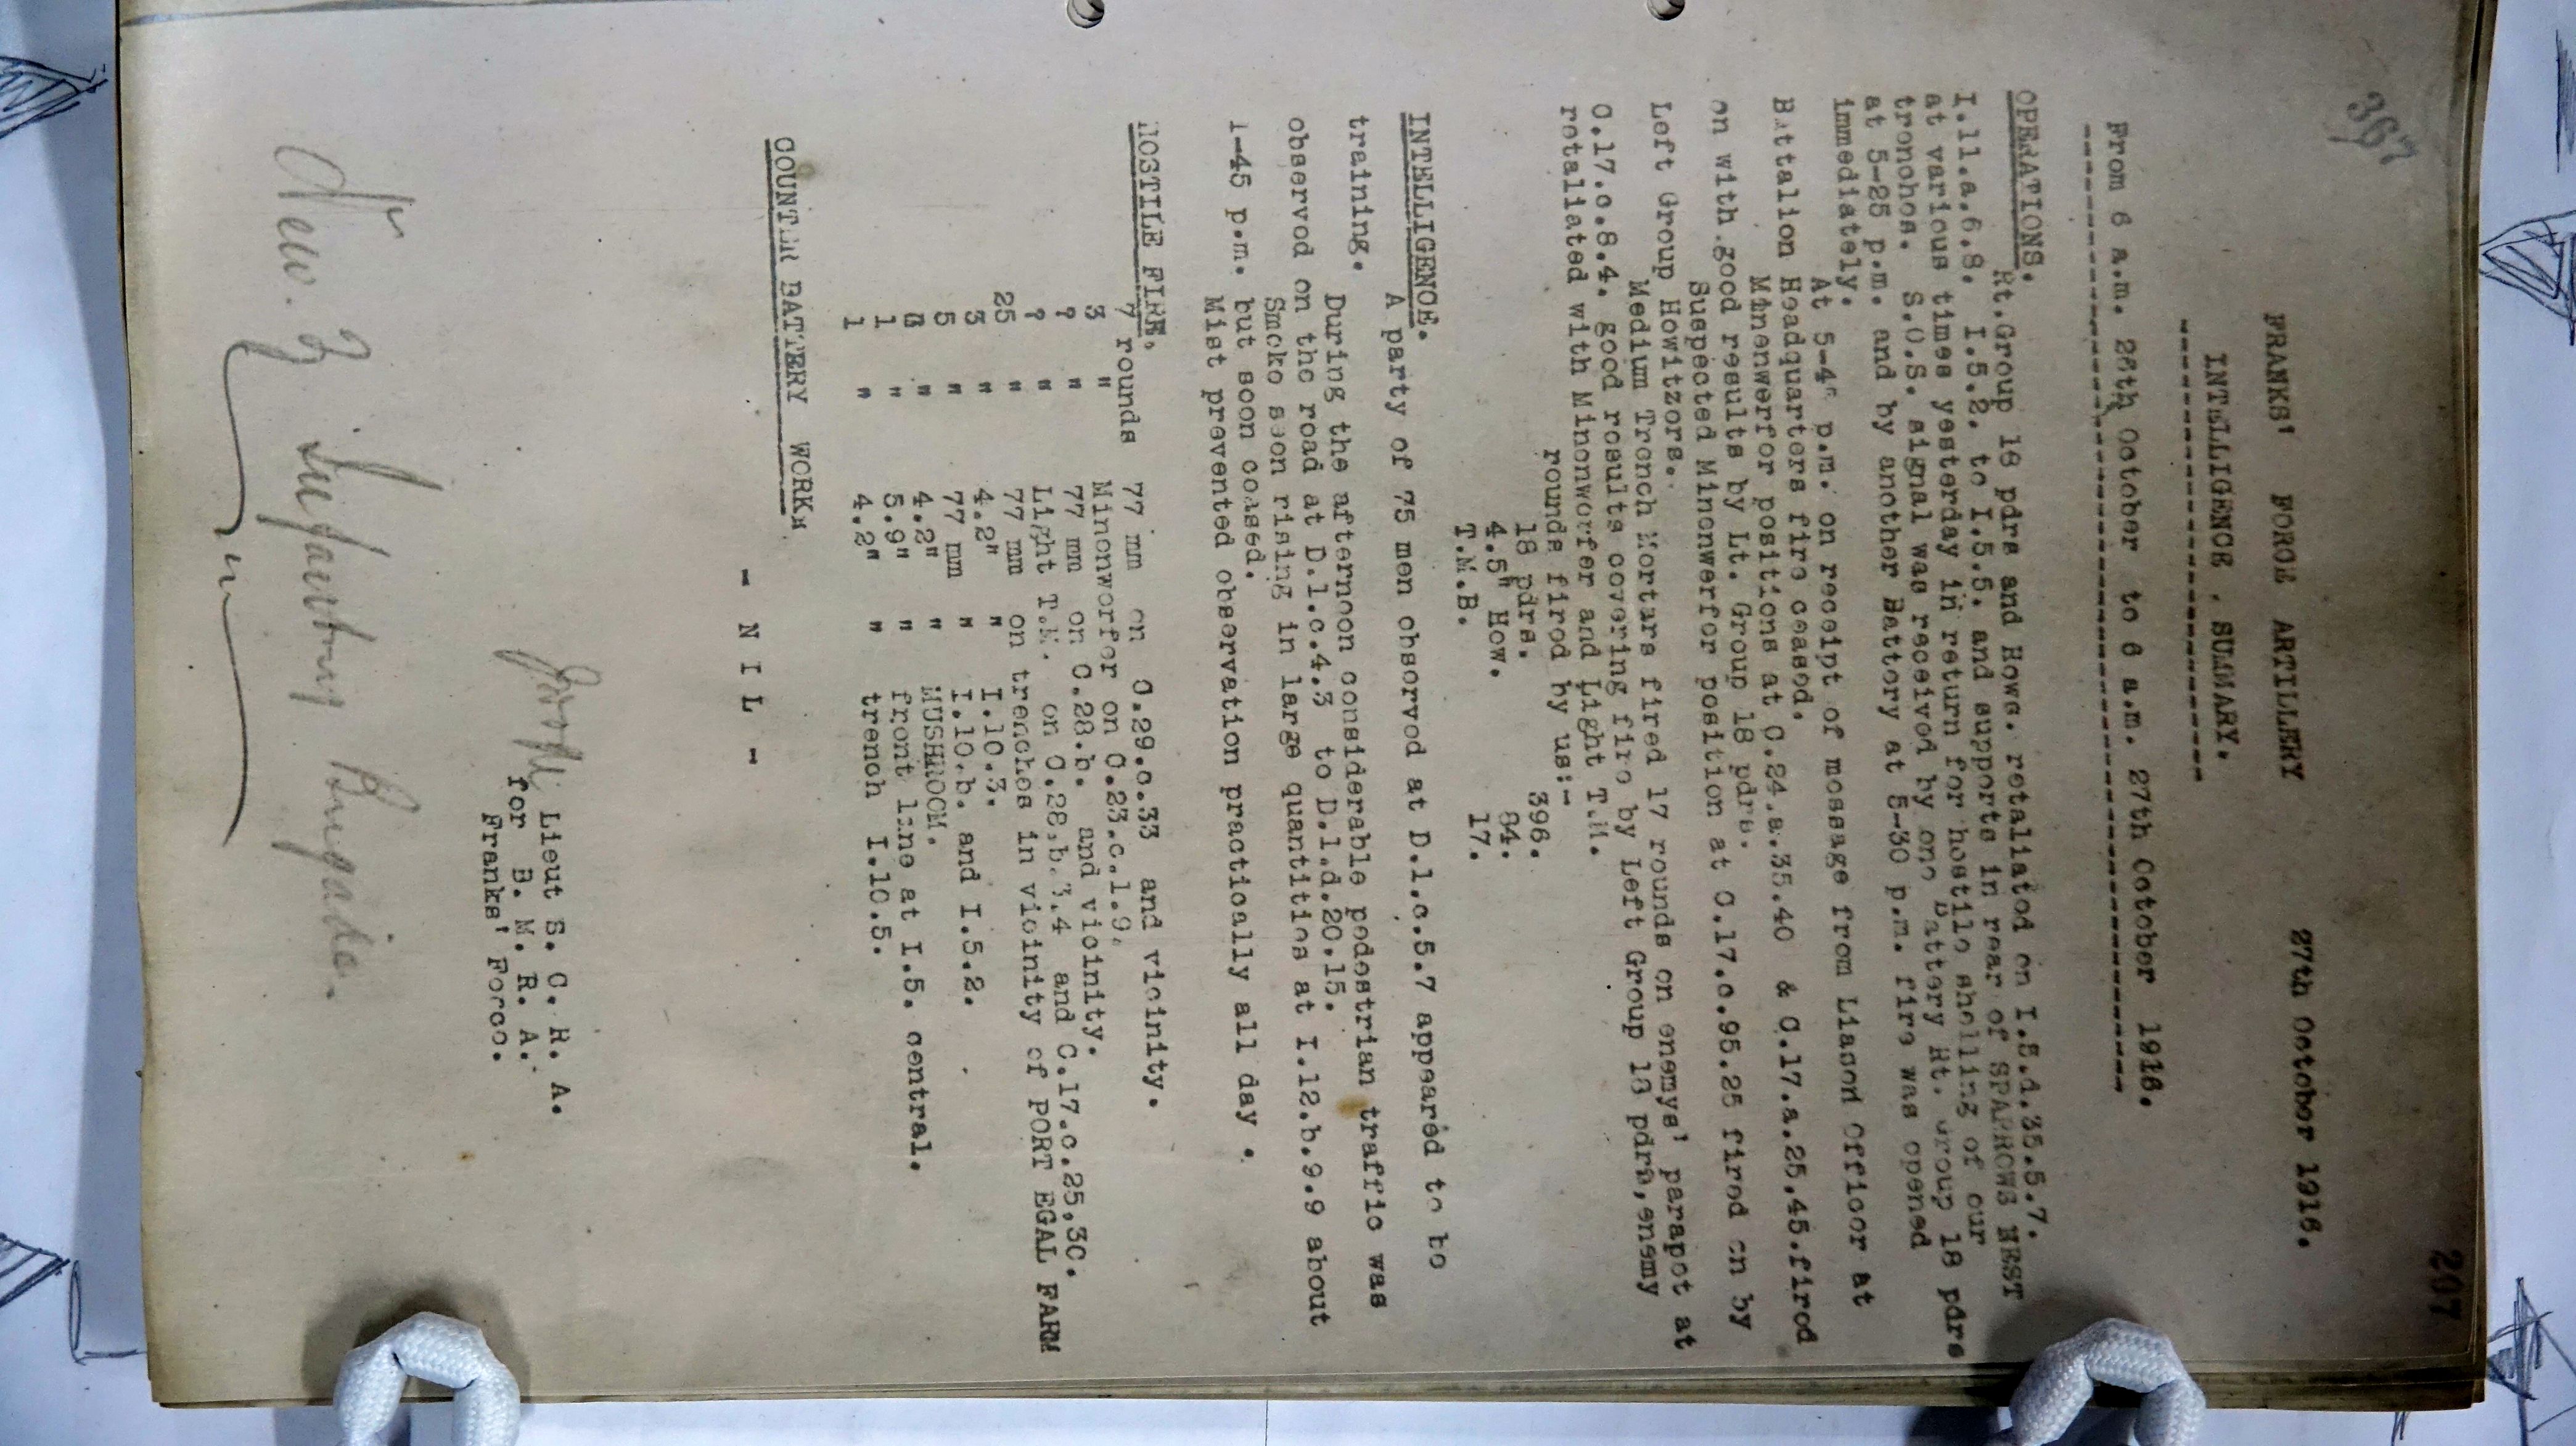 367
207
27th October 1916.
FRANKS' FORCE ARTILLERY
INTELLIGENCE . SUMMARY.
From 6 a.m. 26th October to 6 a.m. 27th October 1916.
OPERATIONS.
Rt.Group 18 pdrs and Hows. retaliated on I.5.d.35.5.7.
I.11.a.6.8. I.5.2. to I.5.5. and supports in rear of SPARROWS NEST
at various times yesterday in return for hostile shelling of our
trenches. S.O.S. signal was received by one Battery Rt. Group 18 pdrs
at 5-25 p.m. and by another Battery at 5-30 p.m. fire was opened
immediately.
At p.m. on receipt of message from Liason Officer at
Battalion Headquarters fire ceased.
Minenwerfer positions at C.24.a.35.40 & C.17.a.25,45.fired
on with good results by Lt. Group 18 pdrs.
Suspected Minenwerfer position at C.17.c.95.25 fired on by
Left Group Howitzers.
Medium Trench Mortars fired 17 rounds on enemys' parapet at
C.17.c.8.4. good results covering fire by Left Group 18 pdrs,enemy
retaliated with Minenwerfer and Light T.M.
rounds fired by us:-
18 pdrs. 396.
4.5" How. 84.
T.M.B. 17.
INTELLIGENCE.
A party of 75 men observed at D.1.c.5.7 appeared to be
training.
During the afternoon considerable pedestrian traffic was
observed on the road at D.1.c.4.3 to D.1.d.20.15.
Smoke seen rising in large quantities at I.12.b.9.9 about
1-45 p.m. but soon ceased.
Mist prevented observation practically all day .
HOSTILE FIRE.
7 rounds 77 mm on C.29.c.33 and vicinity.
3 " Minenwerfer on C.23.c.1.9.
? " 77 mm on C.28.b. and vicinity.
? " Light T.M. on C.28.b.3.4 and C.17.c.25,30.
25 " 77 mm on trenches in vicinity of PORT EGAL FARM
3 " 4.2" " I.10.3.
5 " 77 mm " I.10.b. and I.5.2.
" 4.2" " MUSHROOM.
1 " 5.9" " front line at I.5. central.
1 " 4.2" " trench I.10.5.
COUNTER BATTERY WORK.
- N I L -
Lieut S. C. R. A.
for B. M. R. A.
Franks' Force.
New. Z Infantry Brigade.